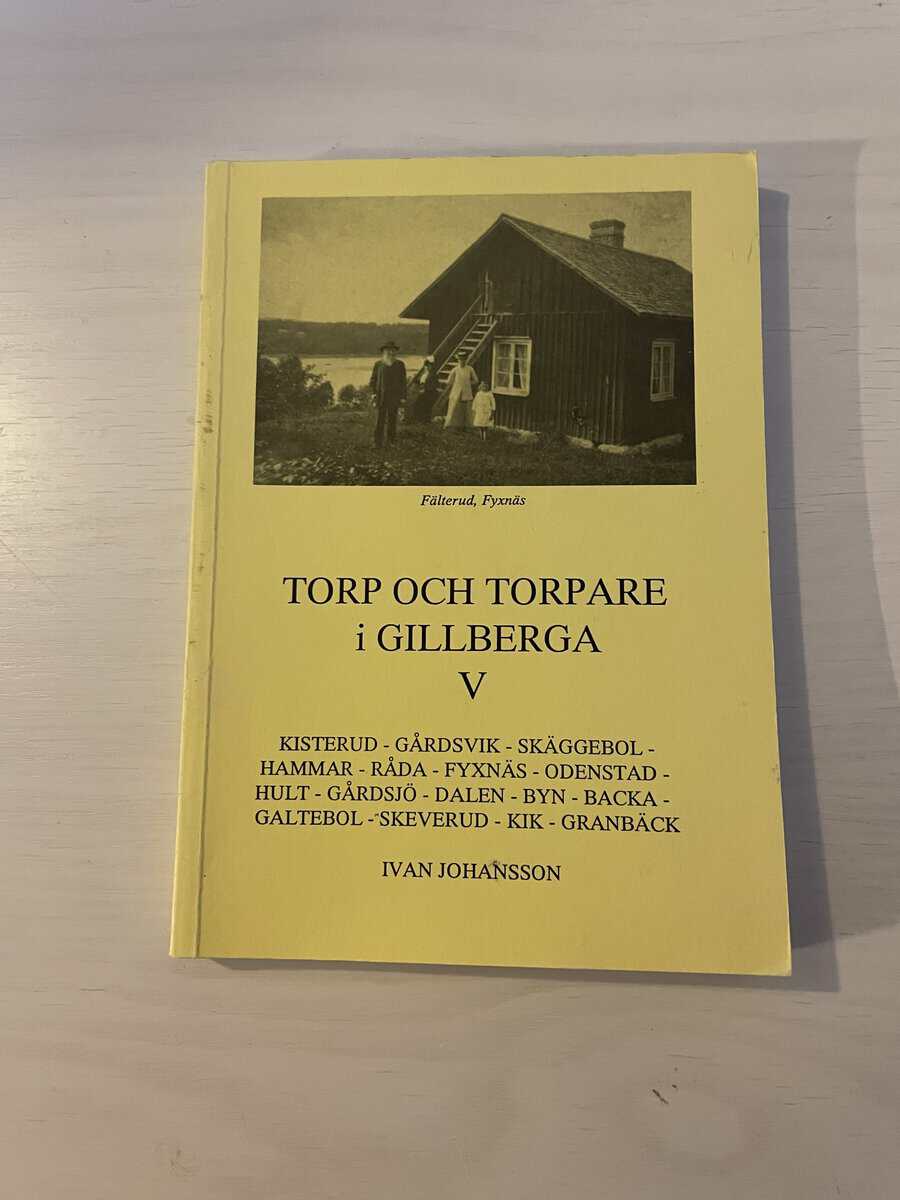 Fälterud, Fyxnäs
TORP OCH TORPARE
i GILLBERGA
V
KISTERUD - GÅRDSVIK - SKÄGGEBOL -
HAMMAR - RÅDA - FYXNÄS - ODENSTAD -
HULT - GÅRDSJÖ - DALEN - BYN - BACKA -
GALTEBOL - SKEVERUD - KIK - GRANBÄCK
IVAN JOHANSSON